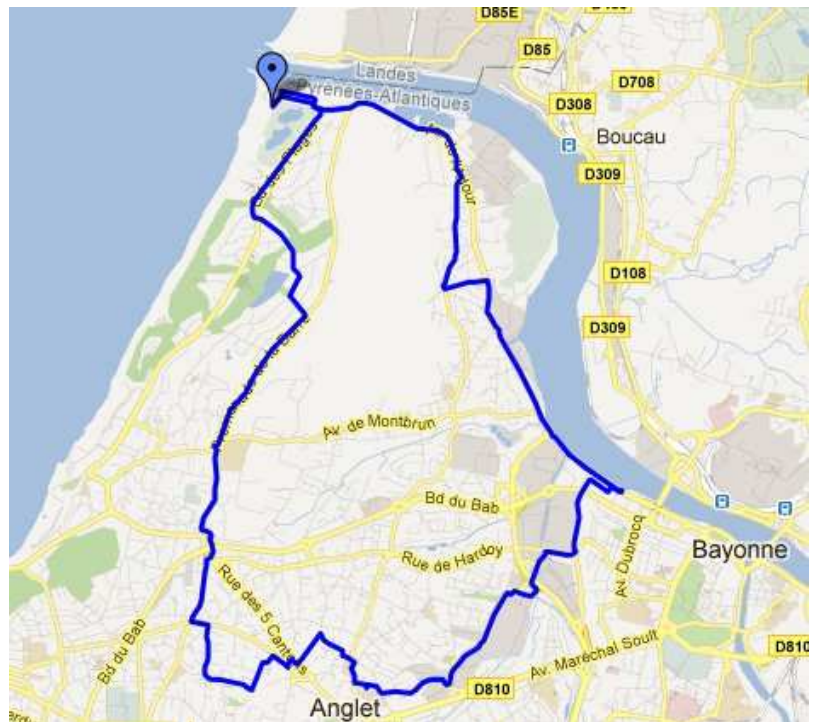 D85E
D85
Landes
Pyrénées-Atlantiques
D708
D308
Boucau
D309
D108
D309
Av. de Montbrun
Bd du Bab
Rue de Hardoy
Av. Dubrocq
Bayonne
Rue des 5 Cantons
Bd du Bab
Av. Maréchal Soult
D810
D810
Anglet